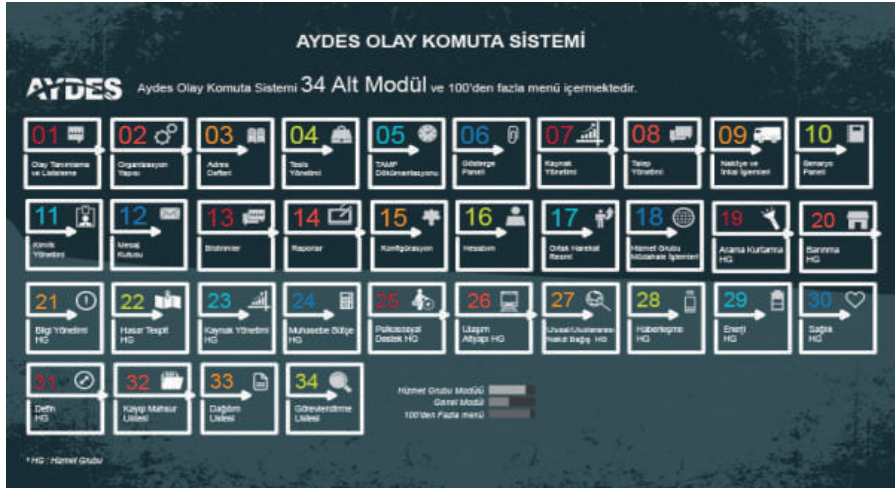 AYDES OLAY KOMUTA SİSTEMİ
AYDES Aydes Olay Komuta Sistemi 34 Alt Modül ve 100'den fazla menü içermektedir.
01
Olay Tanımlama
ve Listeleme
02
Organizasyon
Yapısı
03
Adres
Defteri
04
Tesis
Yönetimi
05
TAMP
Dökümantasyonu
06
Gösterge
Paneli
07
Kaynak
Yönetimi
08
Talep
Yönetimi
09
Nakliye ve
İntikal İşlemleri
10
Senaryo
Paneli
11
Kimlik
Yönetimi
12
Mesaj
Kutusu
13
Bildirimler
14
Raporlar
15
Konfigürasyon
16
Hesabım
17
Ortak Harekat
Resmi
18
Hizmet Grubu
Müdahale İşlemleri
19
Arama Kurtarma
HG
20
Barınma
HG
21
Bilgi Yönetimi
HG
22
Hasar Tespit
HG
23
Kaynak Yönetimi
HG
24
Muhasebe Bütçe
HG
25
Psikososyal
Destek HG
26
Ulaşım
Altyapı HG
27
Ulusal/Uluslararası
Nakdi Bağış HG
28
Haberleşme
HG
29
Enerji
HG
30
Sağlık
HG
31
Defin
HG
32
Kayıp Mahsur
Listesi
33
Dağıtım
Listesi
34
Görevlendirme
Listesi
Hizmet Grubu Modülü
Genel Modül
100'den Fazla menü
* HG : Hizmet Grubu